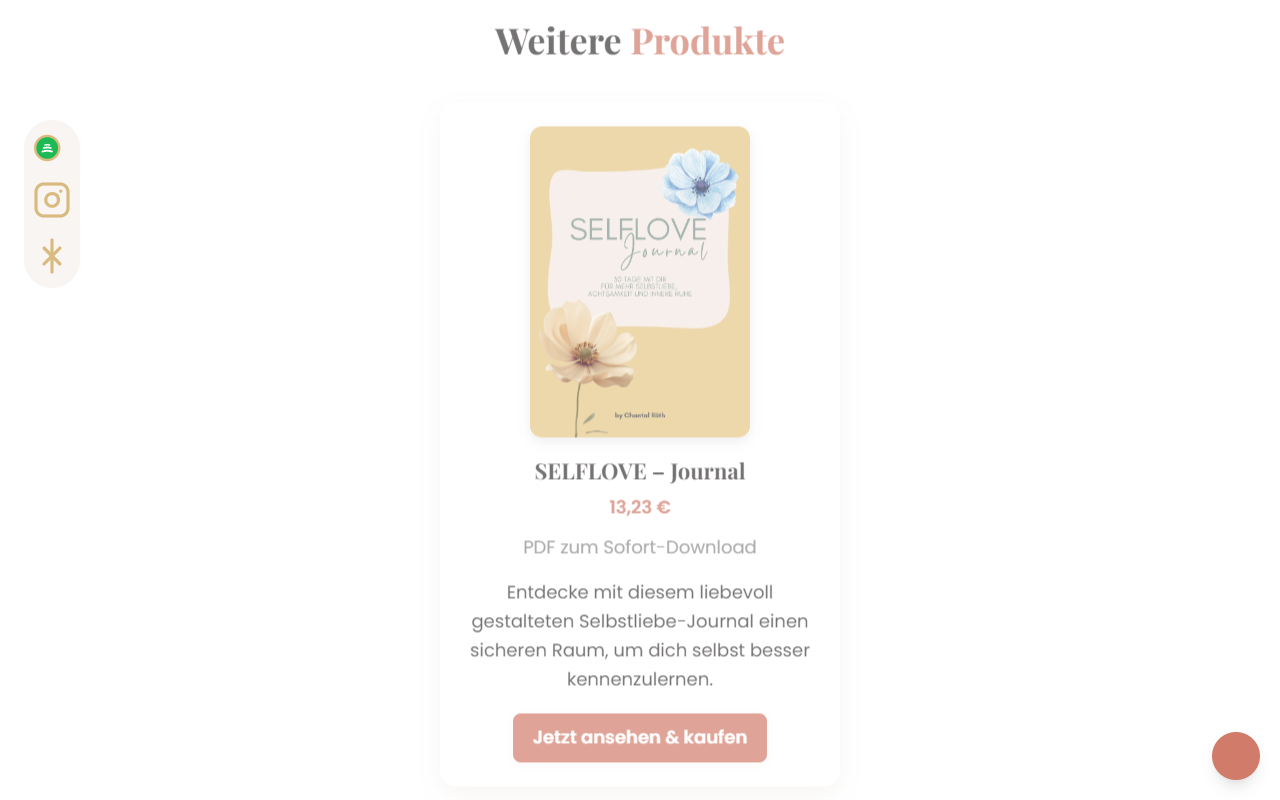 Weitere Produkte
SELFLOVE
Journal
30 TAGE MIT DIR
FÜR MEHR SELBSTLIEBE,
ACHTSAMKEIT UND INNERE RUHE
by Chantal Rüth
SELFLOVE – Journal
13,23 €
PDF zum Sofort-Download
Entdecke mit diesem liebevoll
gestalteten Selbstliebe-Journal einen
sicheren Raum, um dich selbst besser
kennenzulernen.
Jetzt ansehen & kaufen